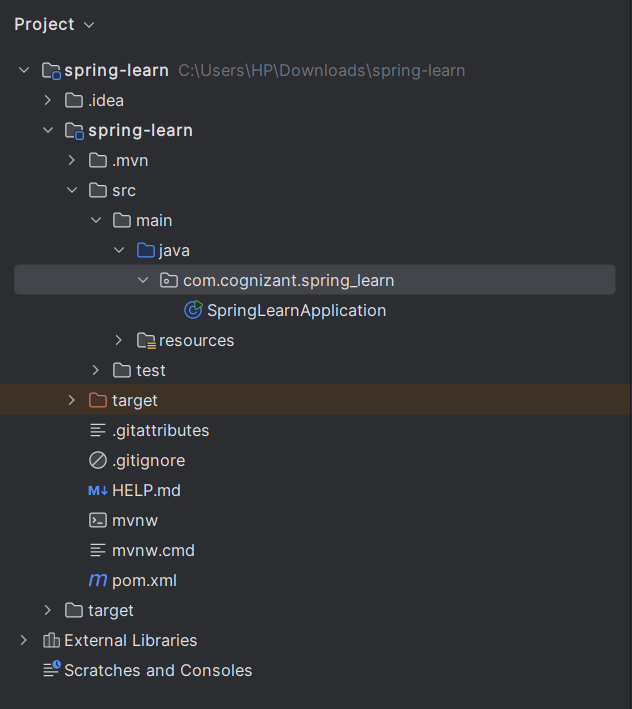 Project
spring-learn C:\Users\HP\Downloads\spring-learn
.idea
spring-learn
.mvn
src
main
java
com.cognizant.spring_learn
SpringLearnApplication
resources
test
target
.gitattributes
.gitignore
HELP.md
mvnw
mvnw.cmd
pom.xml
target
External Libraries
Scratches and Consoles